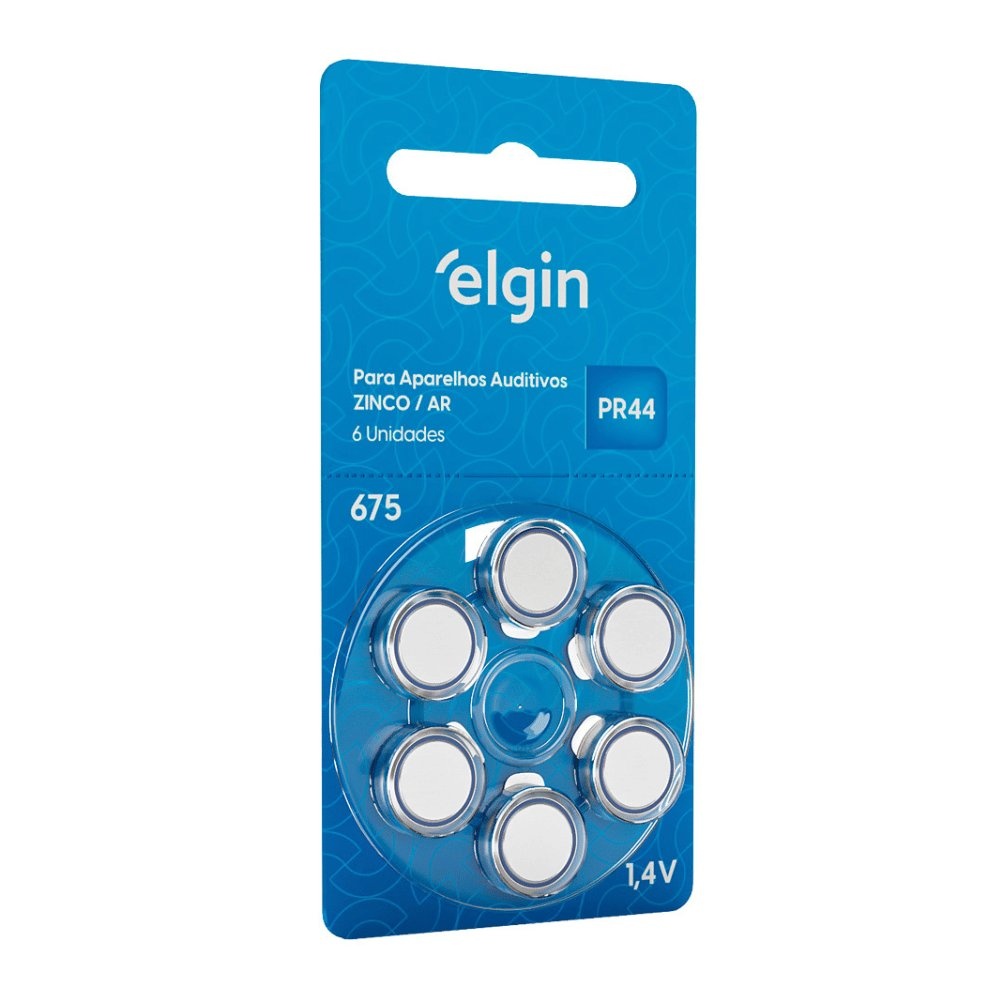 elgin
Para Aparelhos Auditivos
ZINCO / AR
6 Unidades
PR44
675
1,4V